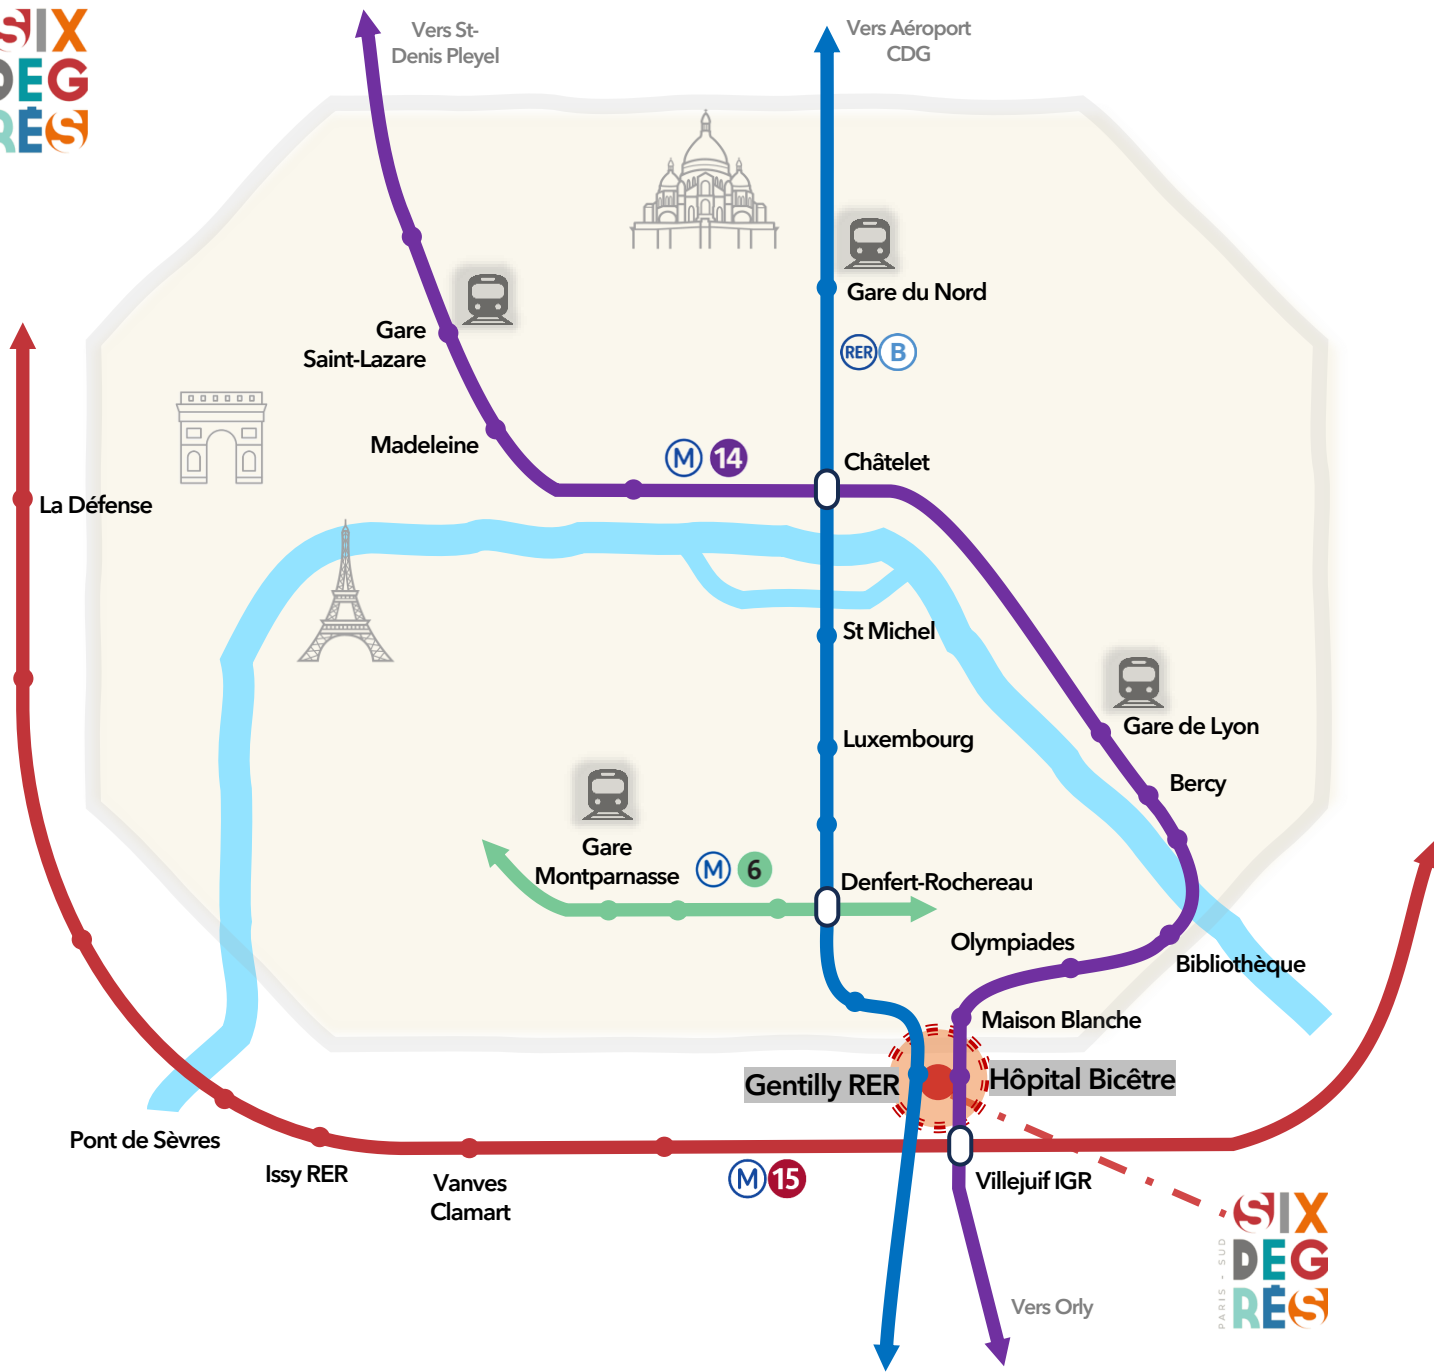 SIX
DEG
RÉS
Vers St-
Denis Pleyel
Vers Aéroport
CDG
Gare du Nord
RER B
Gare
Saint-Lazare
Madeleine
M 14
Châtelet
La Défense
St Michel
Luxembourg
Gare de Lyon
Bercy
Gare
Montparnasse
M 6
Denfert-Rochereau
Olympiades
Bibliothèque
Maison Blanche
Gentilly RER
Hôpital Bicêtre
Pont de Sèvres
Issy RER
Vanves
Clamart
M 15
Villejuif IGR
Vers Orly
PARIS - SUD
SIX
DEG
RÉS